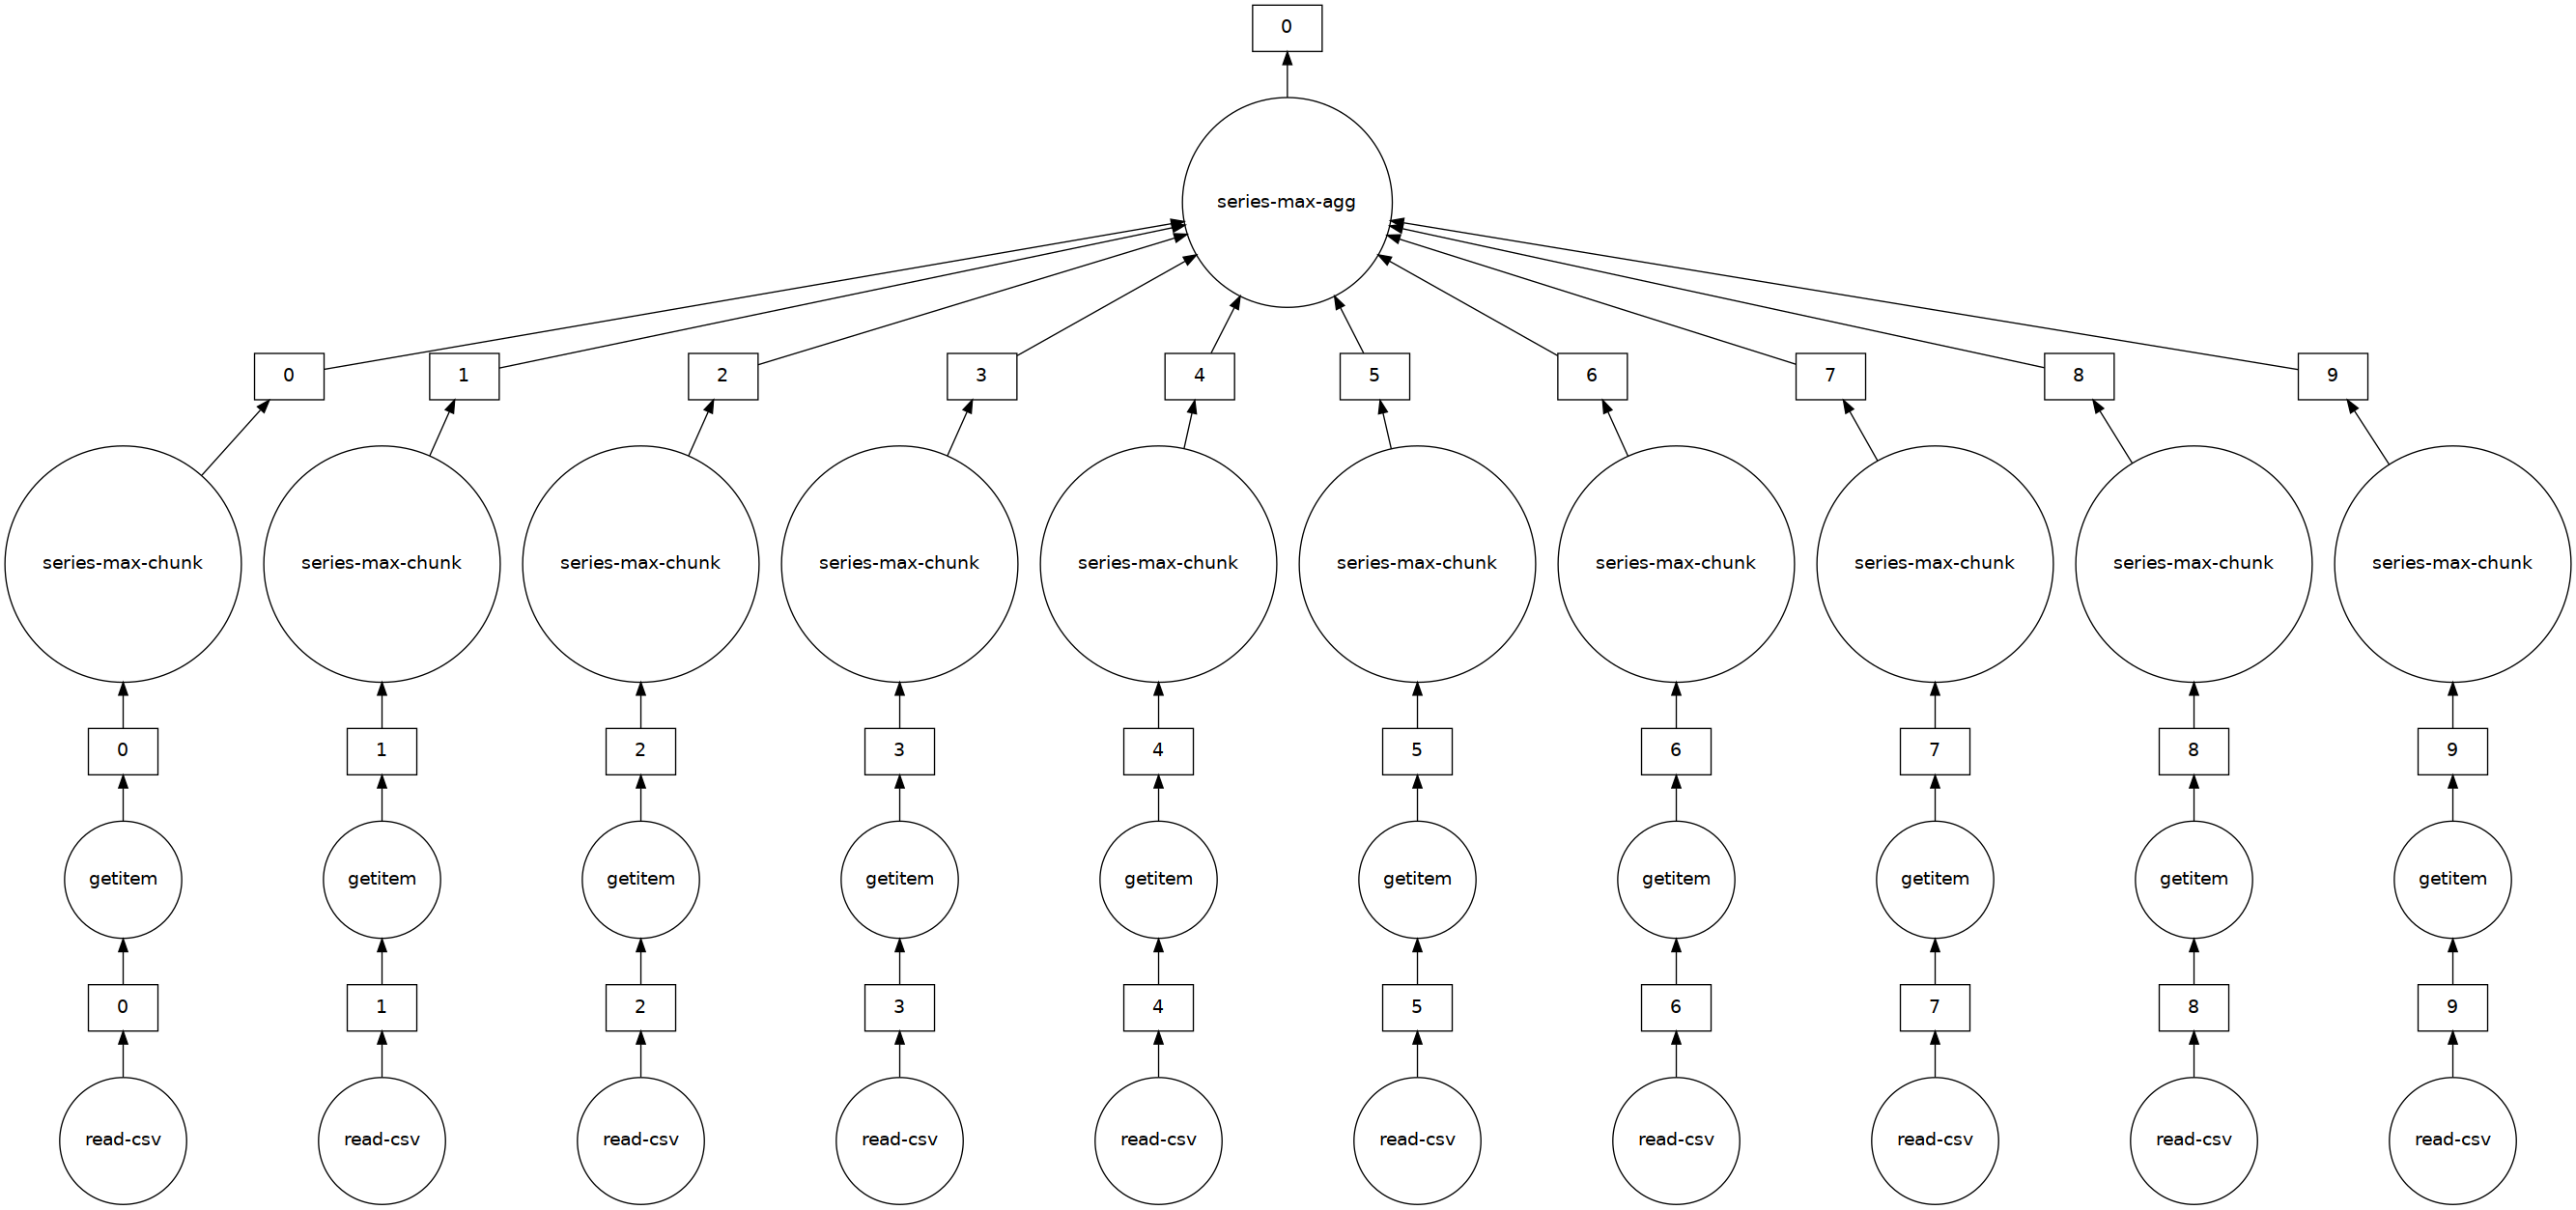 0
series-max-agg
0 1 2 3 4 5 6 7 8 9
series-max-chunk series-max-chunk series-max-chunk series-max-chunk series-max-chunk series-max-chunk series-max-chunk series-max-chunk series-max-chunk series-max-chunk
0 1 2 3 4 5 6 7 8 9
getitem getitem getitem getitem getitem getitem getitem getitem getitem getitem
0 1 2 3 4 5 6 7 8 9
read-csv read-csv read-csv read-csv read-csv read-csv read-csv read-csv read-csv read-csv